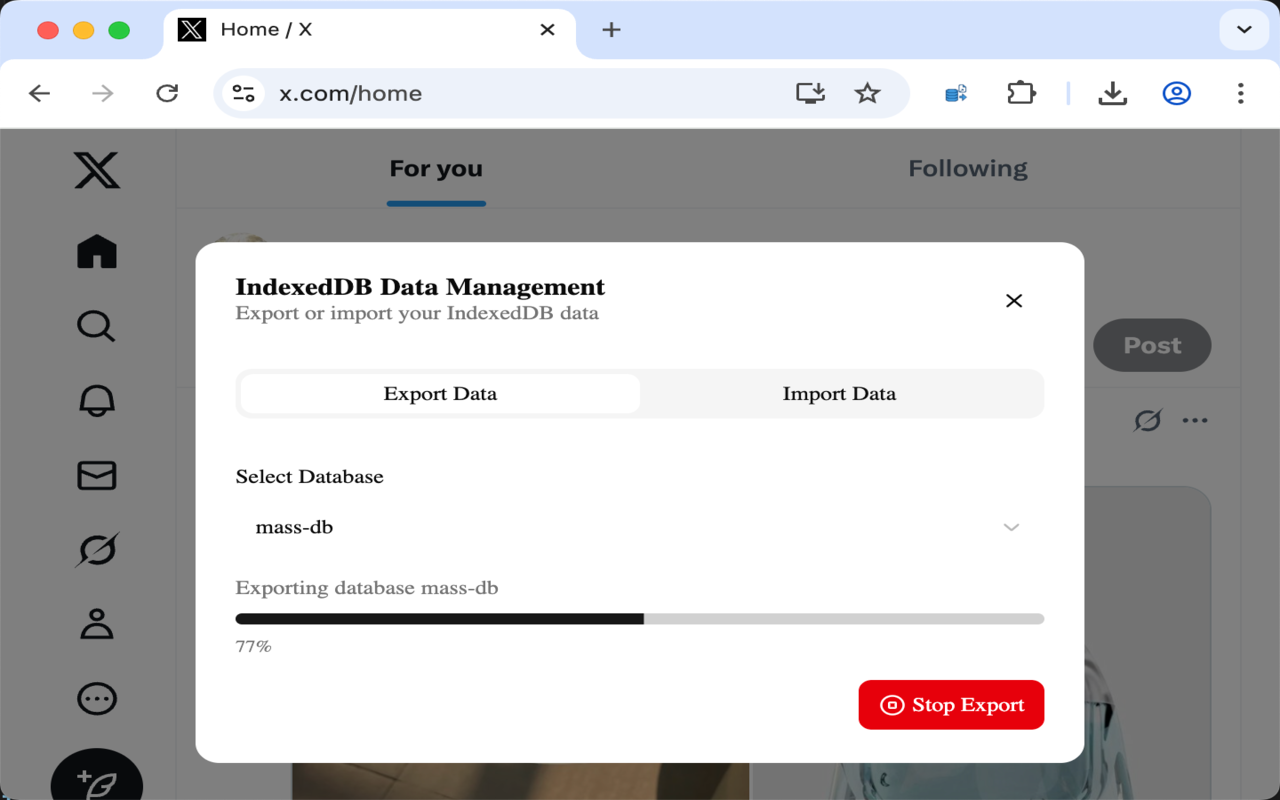 Home / X
x.com/home
For you
Following
Post
IndexedDB Data Management
Export or import your IndexedDB data
Export Data
Import Data
Select Database
mass-db
Exporting database mass-db
77%
Stop Export